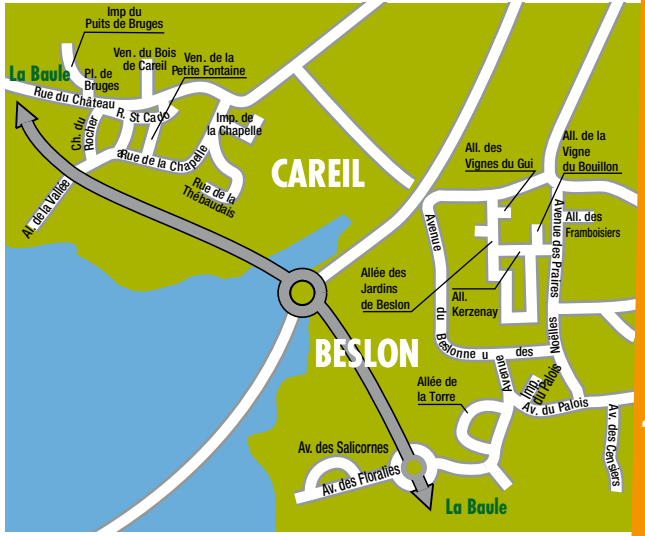 Imp du
Puits de Bruges
Ven. du Bois
de Careil
Ven. de la
Petite Fontaine
La Baule
Pl. de
Bruges
Rue du Château
R. St Cado
Imp. de
la Chapelle
Ch. du
Rocher
Rue de la Chapelle
Rue de la
Thébaudais
Al. de la Vallée
CAREIL
All. des
Vignes du Gui
All. de la
Vigne
du Bouillon
All. des
Framboisiers
Avenue des Praires
Avenue
du Beslonne
Allée des
Jardins
de Beslon
All.
Kerzenay
BESLON
Avenue des Noëlles
Allée de
la Torre
Imp.
du Palois
Av. du Palois
Av. des Censiers
Av. des Salicornes
Av. des Floralies
La Baule